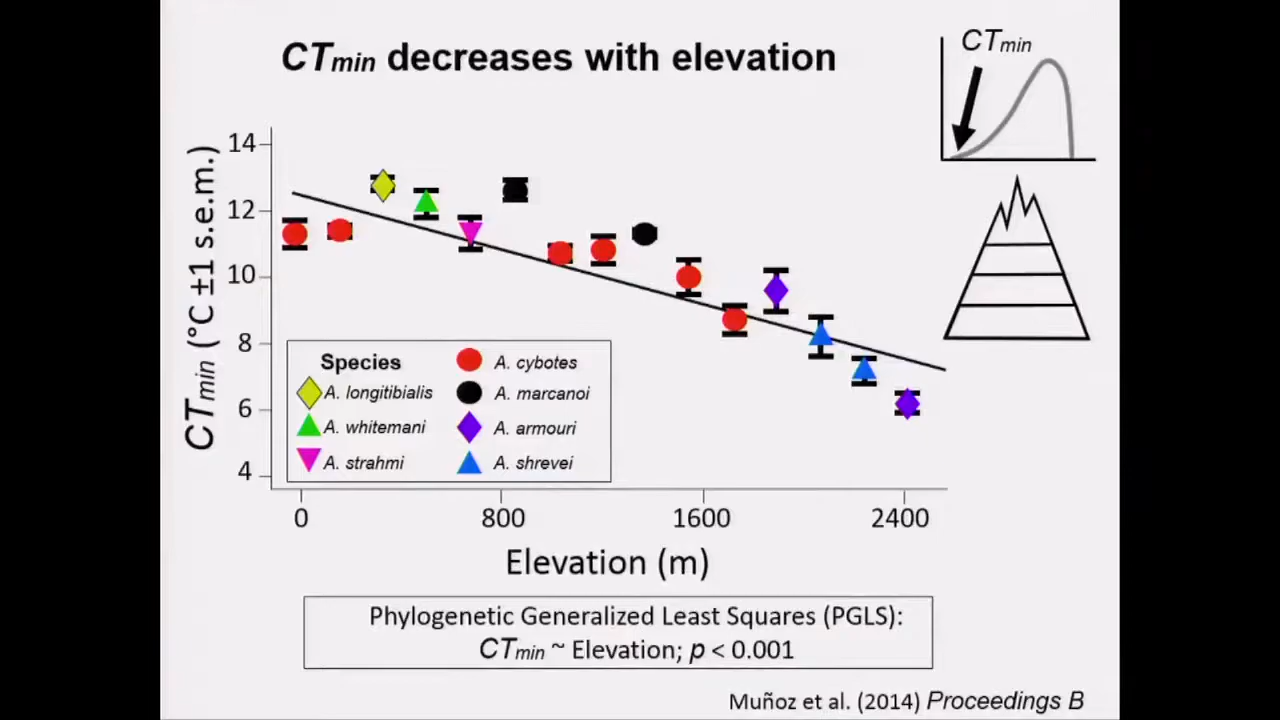 CTmin decreases with elevation
CTmin
CTmin (°C ±1 s.e.m.)
14
12
10
8
6
4
Species
A. longitibialis
A. whitemani
A. strahmi
A. cybotes
A. marcanoi
A. armouri
A. shrevei
0 800 1600 2400
Elevation (m)
Phylogenetic Generalized Least Squares (PGLS):
CTmin ~ Elevation; p < 0.001
Muñoz et al. (2014) Proceedings B